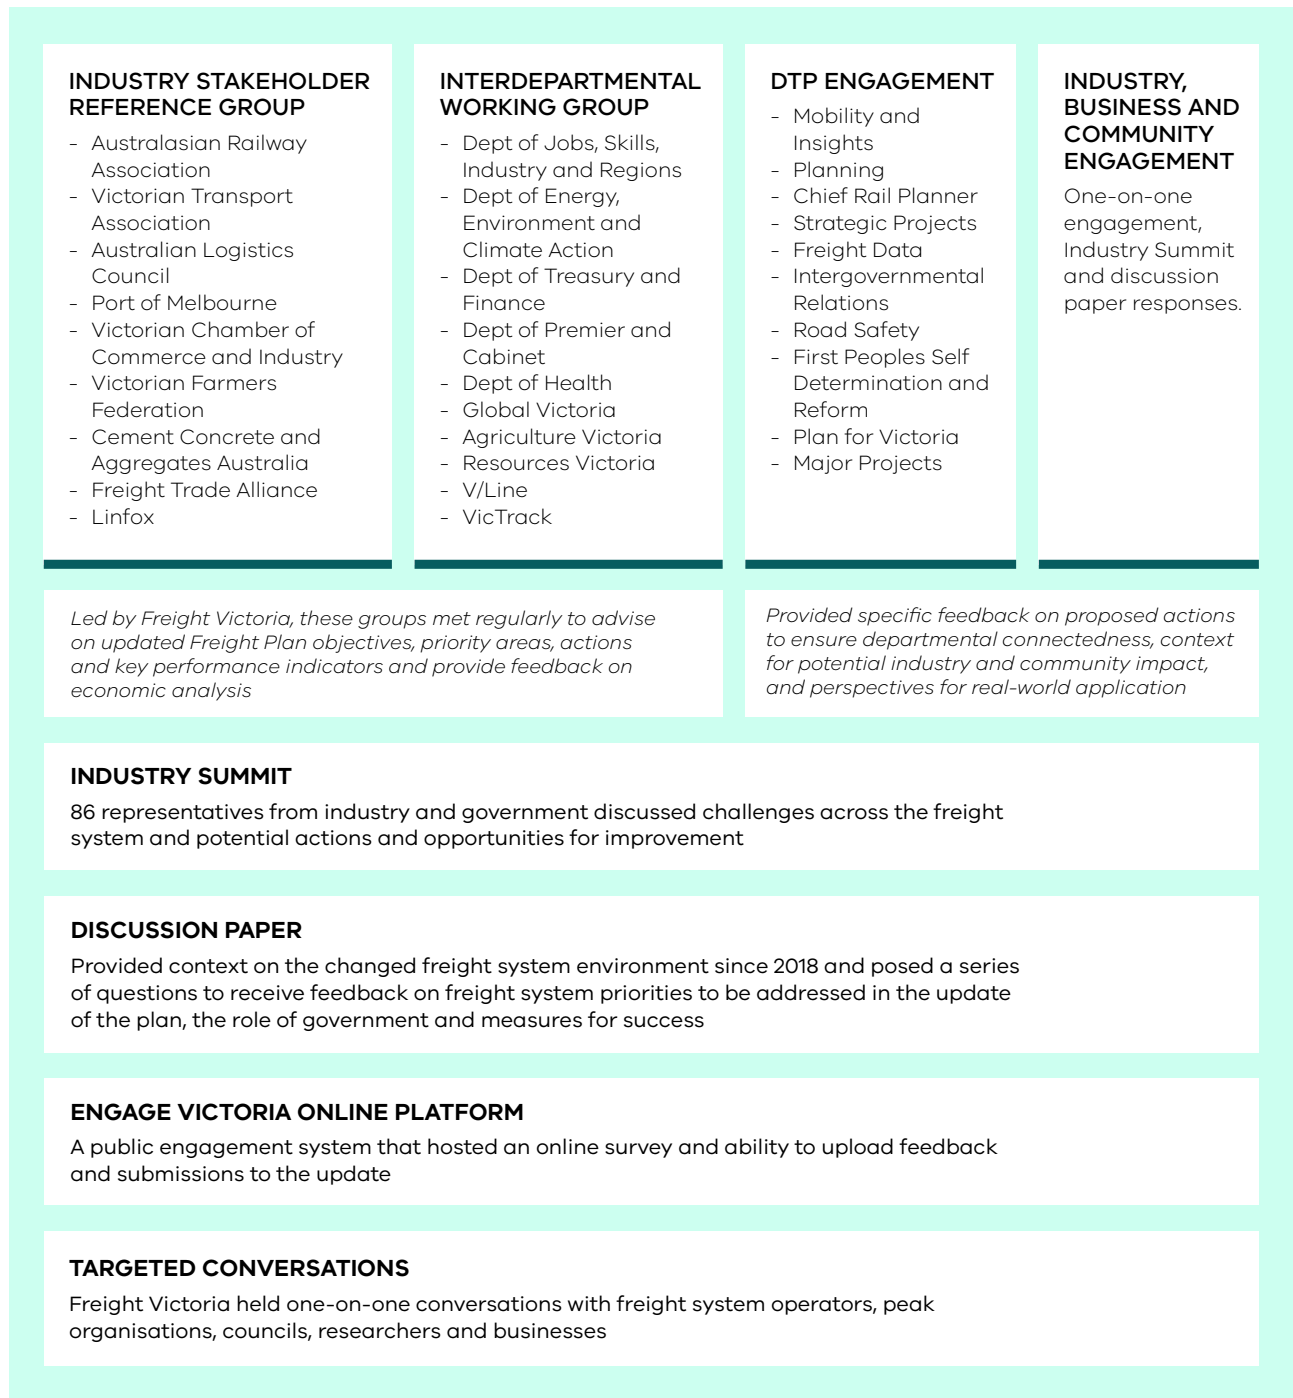 INDUSTRY STAKEHOLDER
REFERENCE GROUP
- Australasian Railway
Association
- Victorian Transport
Association
- Australian Logistics
Council
- Port of Melbourne
- Victorian Chamber of
Commerce and Industry
- Victorian Farmers
Federation
- Cement Concrete and
Aggregates Australia
- Freight Trade Alliance
- Linfox
INTERDEPARTMENTAL
WORKING GROUP
- Dept of Jobs, Skills,
Industry and Regions
- Dept of Energy,
Environment and
Climate Action
- Dept of Treasury and
Finance
- Dept of Premier and
Cabinet
- Dept of Health
- Global Victoria
- Agriculture Victoria
- Resources Victoria
- V/Line
- VicTrack
DTP ENGAGEMENT
- Mobility and
Insights
- Planning
- Chief Rail Planner
- Strategic Projects
- Freight Data
- Intergovernmental
Relations
- Road Safety
- First Peoples Self
Determination and
Reform
- Plan for Victoria
- Major Projects
INDUSTRY,
BUSINESS AND
COMMUNITY
ENGAGEMENT
One-on-one
engagement,
Industry Summit
and discussion
paper responses.
Led by Freight Victoria, these groups met regularly to advise
on updated Freight Plan objectives, priority areas, actions
and key performance indicators and provide feedback on
economic analysis
Provided specific feedback on proposed actions
to ensure departmental connectedness, context
for potential industry and community impact,
and perspectives for real-world application
INDUSTRY SUMMIT
86 representatives from industry and government discussed challenges across the freight
system and potential actions and opportunities for improvement
DISCUSSION PAPER
Provided context on the changed freight system environment since 2018 and posed a series
of questions to receive feedback on freight system priorities to be addressed in the update
of the plan, the role of government and measures for success
ENGAGE VICTORIA ONLINE PLATFORM
A public engagement system that hosted an online survey and ability to upload feedback
and submissions to the update
TARGETED CONVERSATIONS
Freight Victoria held one-on-one conversations with freight system operators, peak
organisations, councils, researchers and businesses